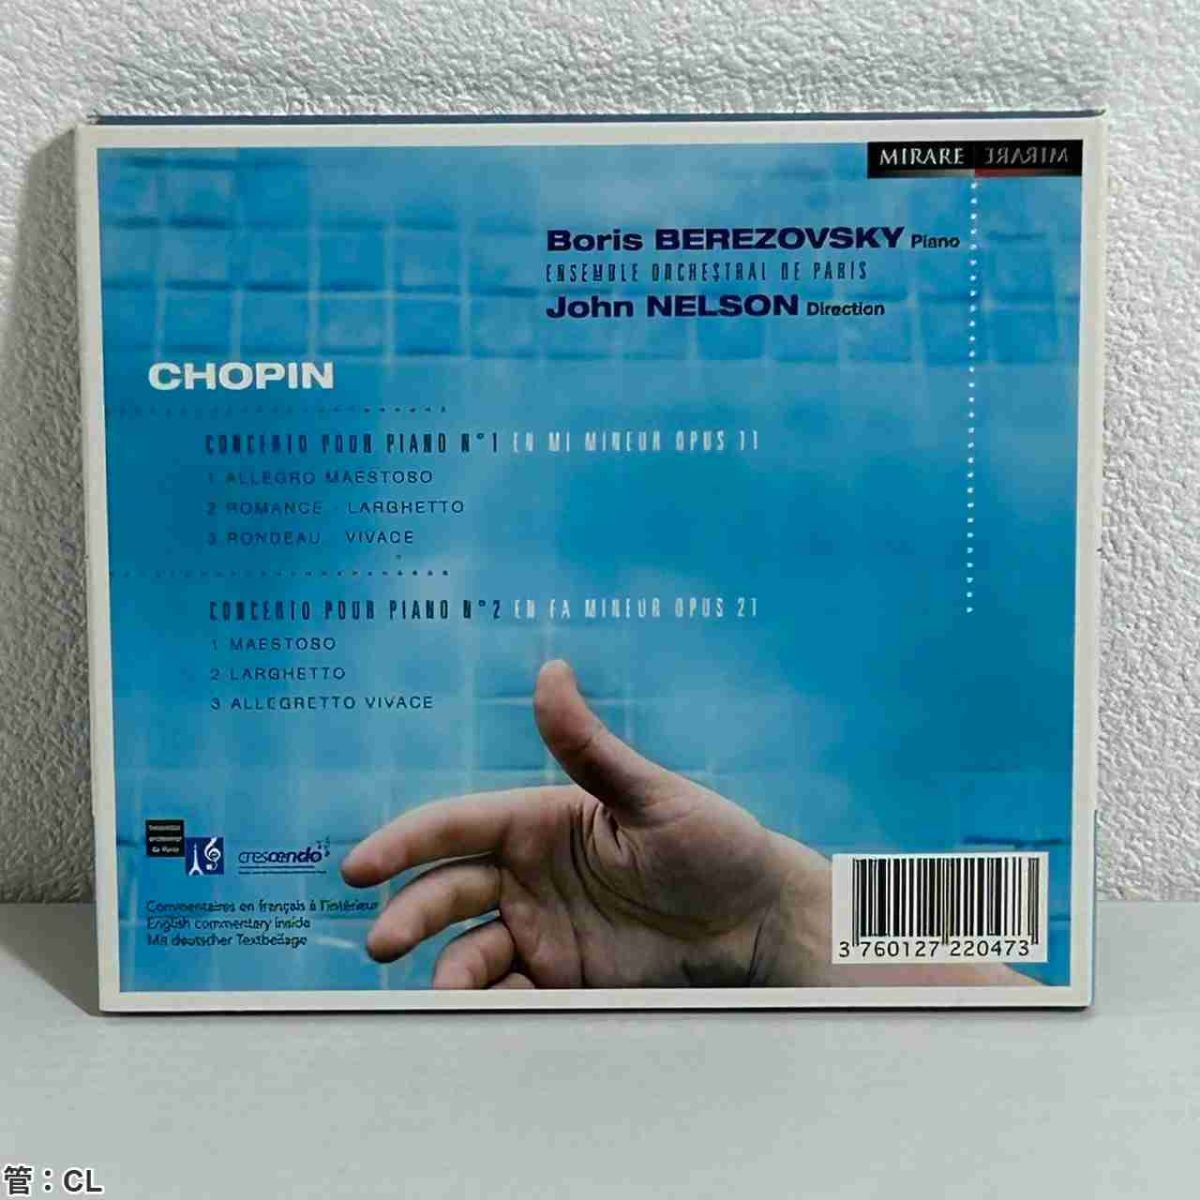 MIRARE MIRARE
Boris BEREZOVSKY Piano
ENSEMBLE ORCHESTRAL DE PARIS
John NELSON Direction
CHOPIN
CONCERTO POUR PIANO N°1 EN MI MINEUR OPUS 11
1 ALLEGRO MAESTOSO
2 ROMANCE - LARGHETTO
3 RONDEAU - VIVACE
CONCERTO POUR PIANO N°2 EN FA MINEUR OPUS 21
1 MAESTOSO
2 LARGHETTO
3 ALLEGRETTO VIVACE
crescendo
Commentaires en français à l'intérieur
English commentary inside
Mit deutscher Textbeilage
3 760127 220473
管：CL